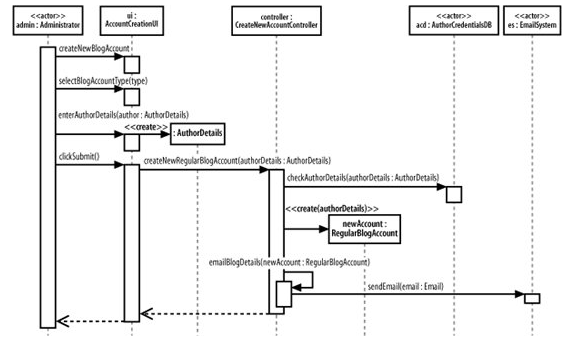 <<actor>>
admin : Administrator
ui :
AccountCreationUI
controller :
CreateNewAccountController
<<actor>>
acd : AuthorCredentialsDB
<<actor>>
es : EmailSystem
createNewBlogAccount
selectBlogAccountType(type)
enterAuthorDetails(author : AuthorDetails)
<<create>>
: AuthorDetails
clickSubmit()
createNewRegularBlogAccount(authorDetails : AuthorDetails)
checkAuthorDetails(authorDetails : AuthorDetails)
<<create(authorDetails)>>
newAccount :
RegularBlogAccount
emailBlogDetails(newAccount : RegularBlogAccount)
sendEmail(email : Email)